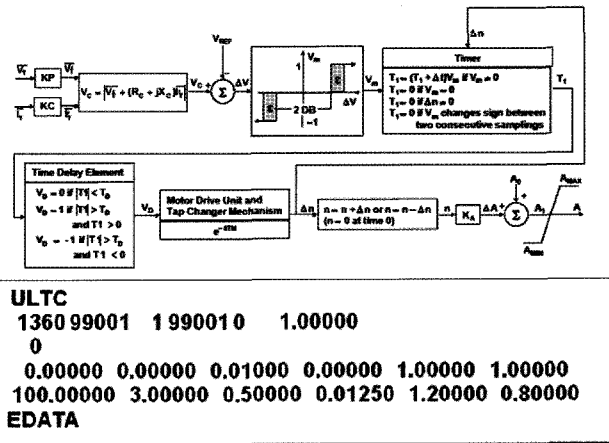 Δn
V_REF
V_T
KP
V_T
I_t
KC
I_t
V_C = |V_T + (R_C + jX_C)I_T|
V_C +
Σ
ΔV
V_m
1
ε
ε
2 DB
ΔV
-1
V_m
Timer
T_1 = (T_1 + Δt)V_m if V_m ≠ 0
T_1 = 0 if V_m = 0
T_1 = 0 if Δn ≠ 0
T_1 = 0 if V_m changes sign between
two consecutive samplings
T_1
Time Delay Element
V_D = 0 if |T1| < T_D
V_D = 1 if |T1| > T_D
and T1 > 0
V_D = -1 if |T1| > T_D
and T1 < 0
V_D
Motor Drive Unit and
Tap Changer Mechanism
e^-sTM
Δn
n = n + Δn or n = n - Δn
(n = 0 at time 0)
n
K_A
ΔA +
A_0
+
Σ
A_1
A_MAX
A
A_MIN
ULTC
1360 99001 1 990010 1.00000
0
0.00000 0.00000 0.01000 0.00000 1.00000 1.00000
100.00000 3.00000 0.50000 0.01250 1.20000 0.80000
EDATA